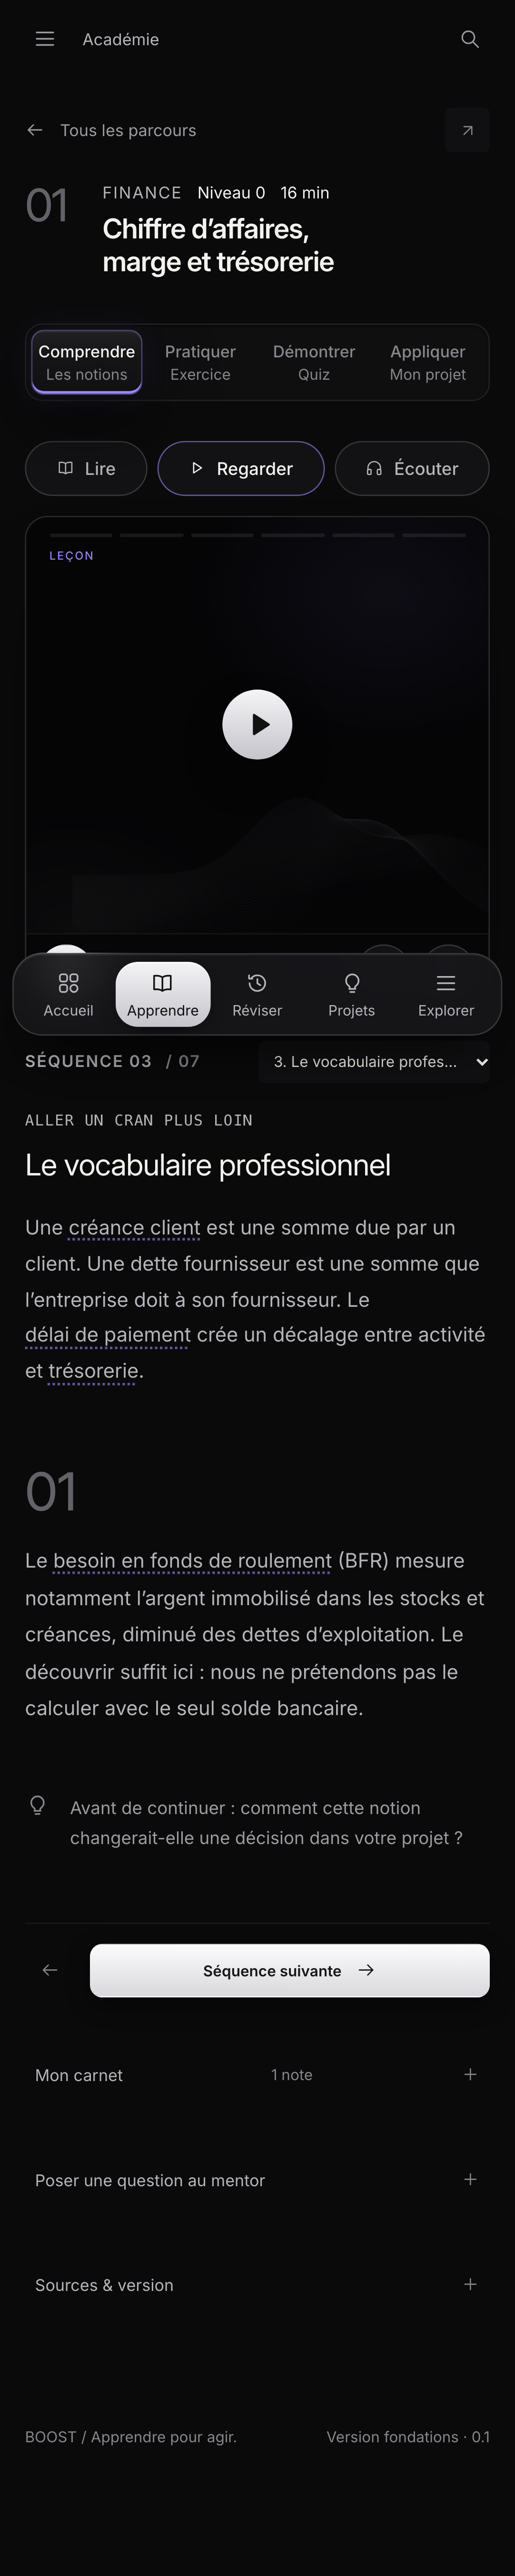 Académie
Tous les parcours
01
FINANCE Niveau 0 16 min
Chiffre d’affaires,
marge et trésorerie
Comprendre Pratiquer Démontrer Appliquer
Les notions Exercice Quiz Mon projet
Lire Regarder Écouter
LEÇON
Accueil Apprendre Réviser Projets Explorer
SÉQUENCE 03 / 07 3. Le vocabulaire profes...
ALLER UN CRAN PLUS LOIN
Le vocabulaire professionnel
Une créance client est une somme due par un
client. Une dette fournisseur est une somme que
l’entreprise doit à son fournisseur. Le
délai de paiement crée un décalage entre activité
et trésorerie.
01
Le besoin en fonds de roulement (BFR) mesure
notamment l’argent immobilisé dans les stocks et
créances, diminué des dettes d’exploitation. Le
découvrir suffit ici : nous ne prétendons pas le
calculer avec le seul solde bancaire.
Avant de continuer : comment cette notion
changerait-elle une décision dans votre projet ?
Séquence suivante
Mon carnet 1 note
Poser une question au mentor
Sources & version
BOOST / Apprendre pour agir. Version fondations · 0.1